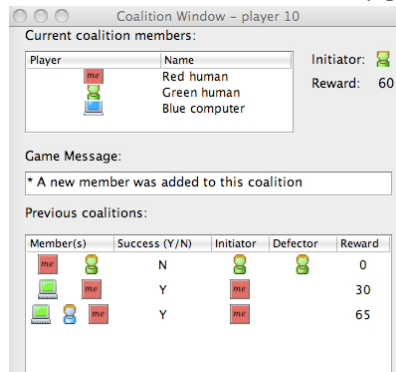 Coalition Window – player 10
Current coalition members:
Player Name
me Red human
Green human
Blue computer
Initiator:
Reward: 60
Game Message:
* A new member was added to this coalition
Previous coalitions:
Member(s) Success (Y/N) Initiator Defector Reward
me N 0
me Y me 30
me Y me 65